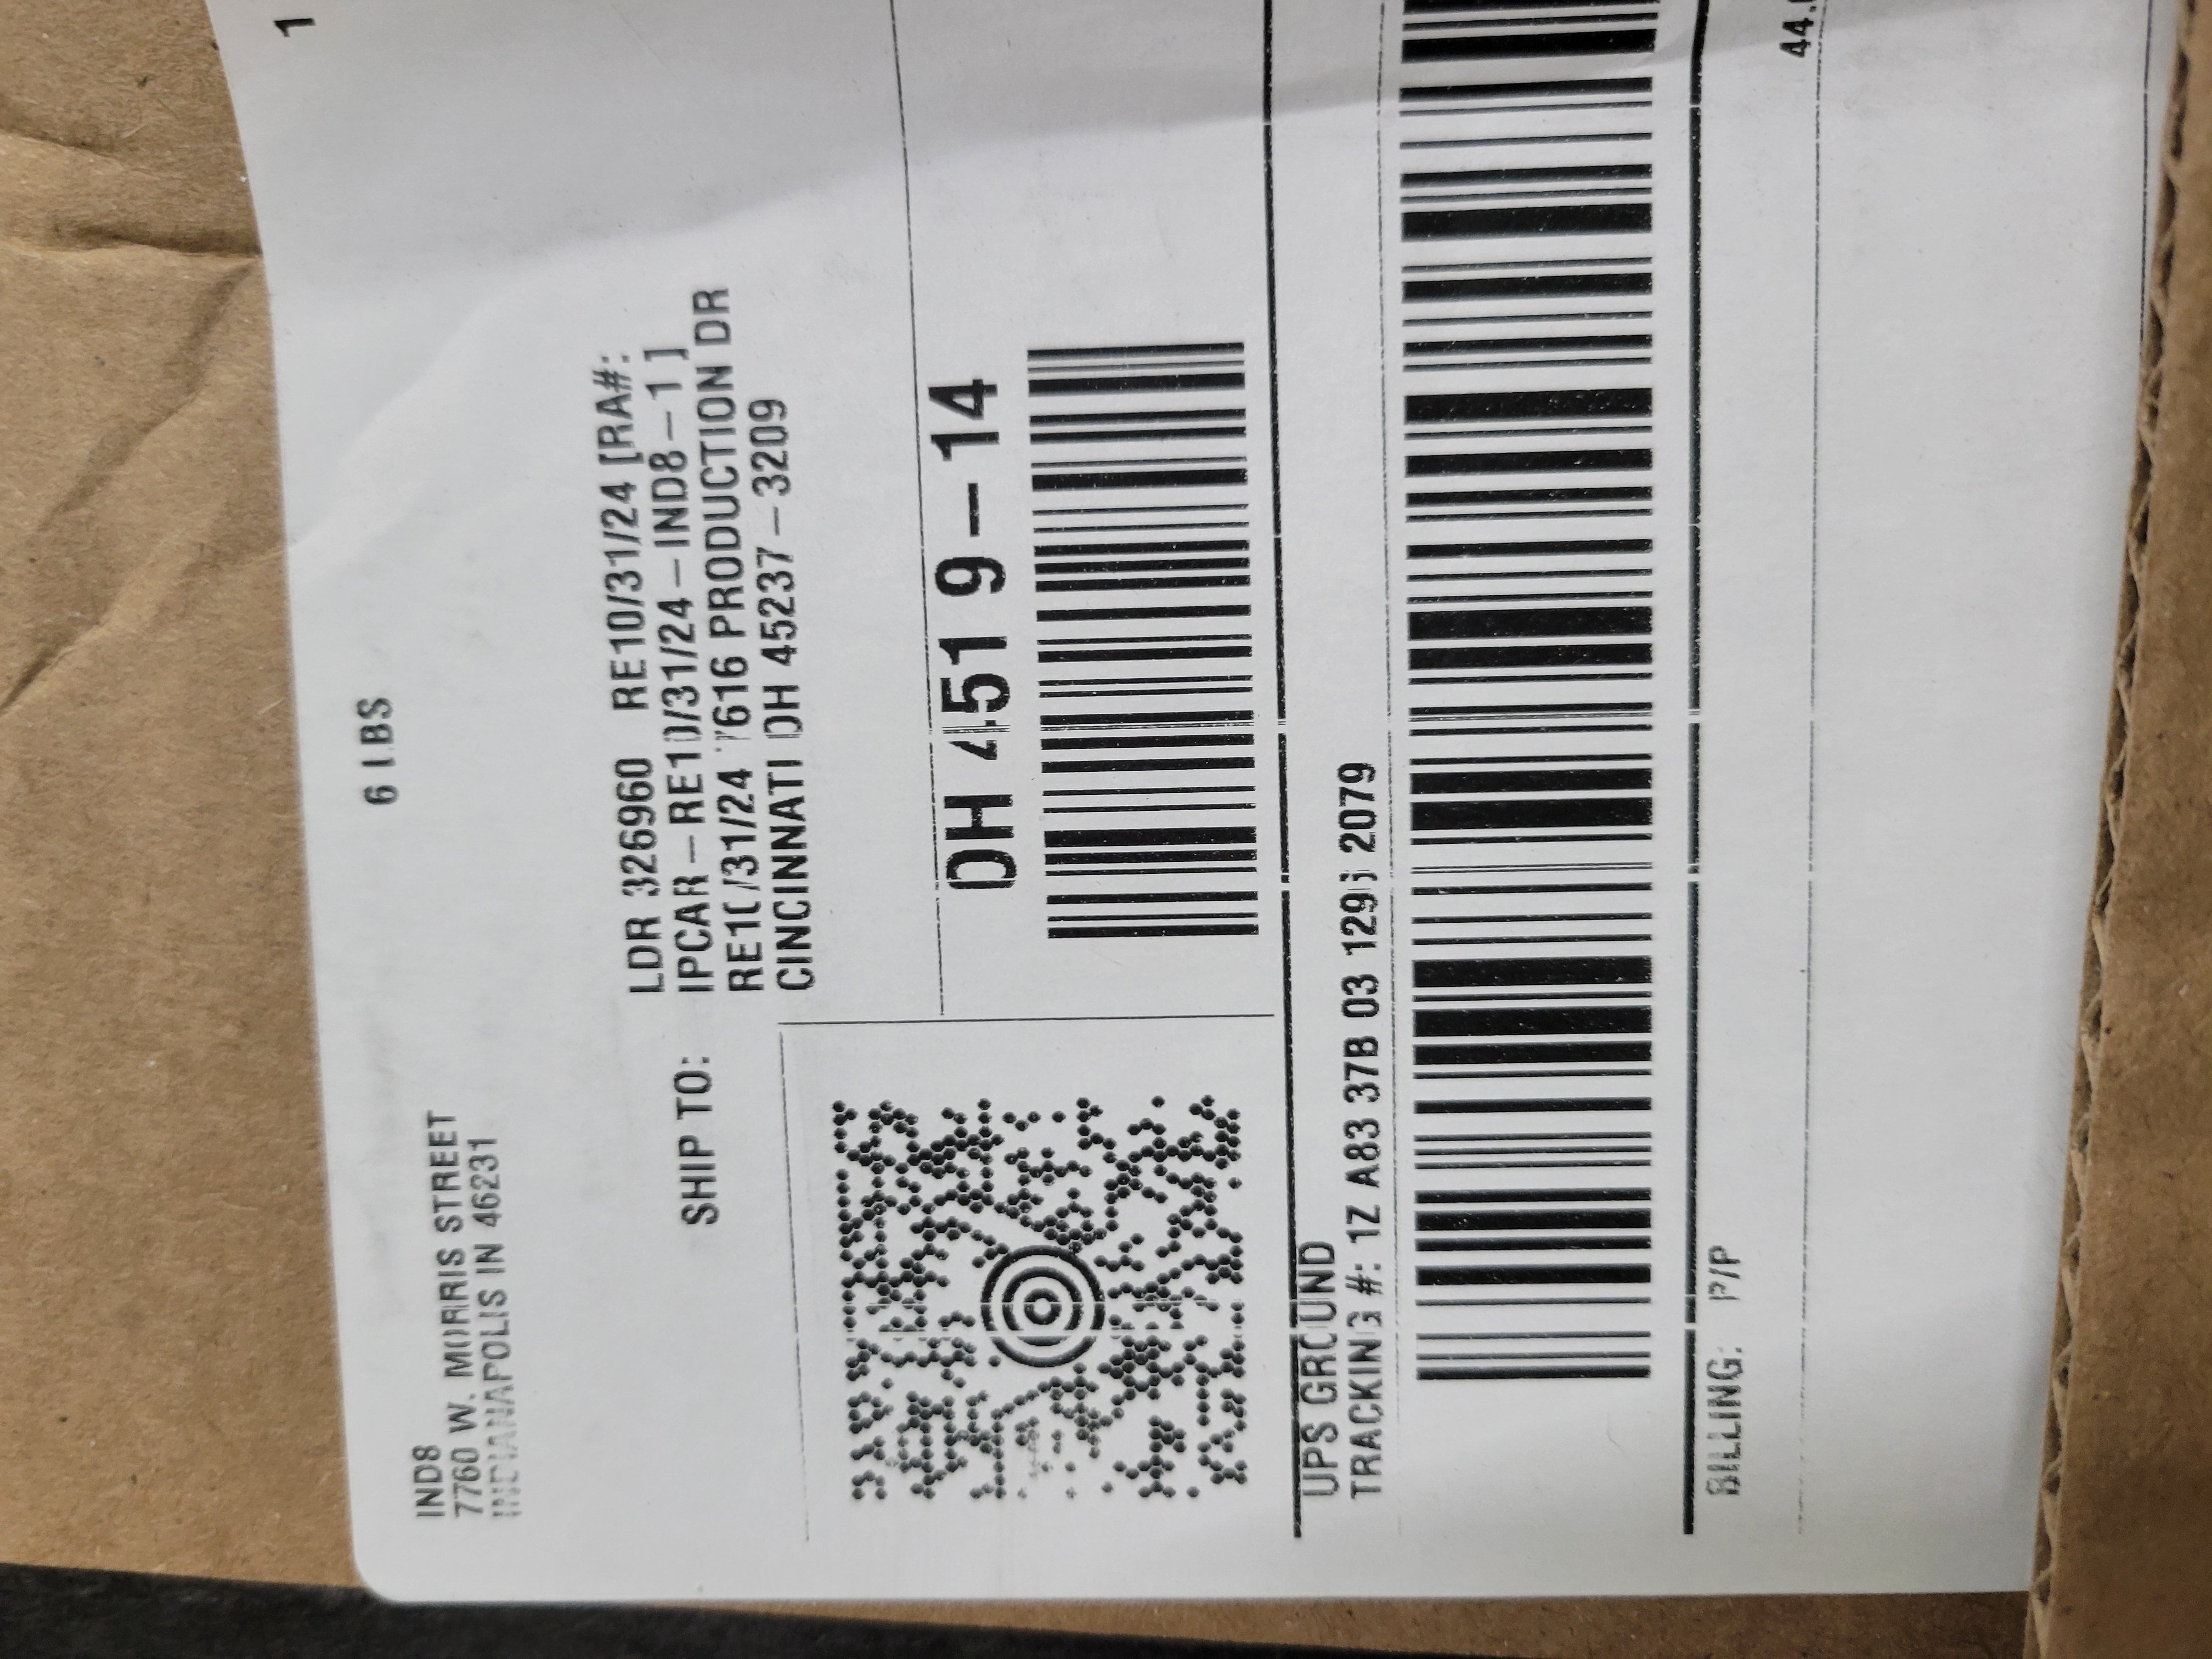 6 LBS
1
IND8
7760 W. MORRIS STREET
INDIANAPOLIS IN 46231
SHIP TO:
LDR 326960 RE10/31/24 [RA#:
IPCAR-RE10/31/24-IND8-1]
RE10/31/24 7616 PRODUCTION DR
CINCINNATI OH 45237-3209
OH 451 9-14
UPS GROUND
TRACKING #: 1Z A83 37B 03 1296 2079
BILLING: P/P